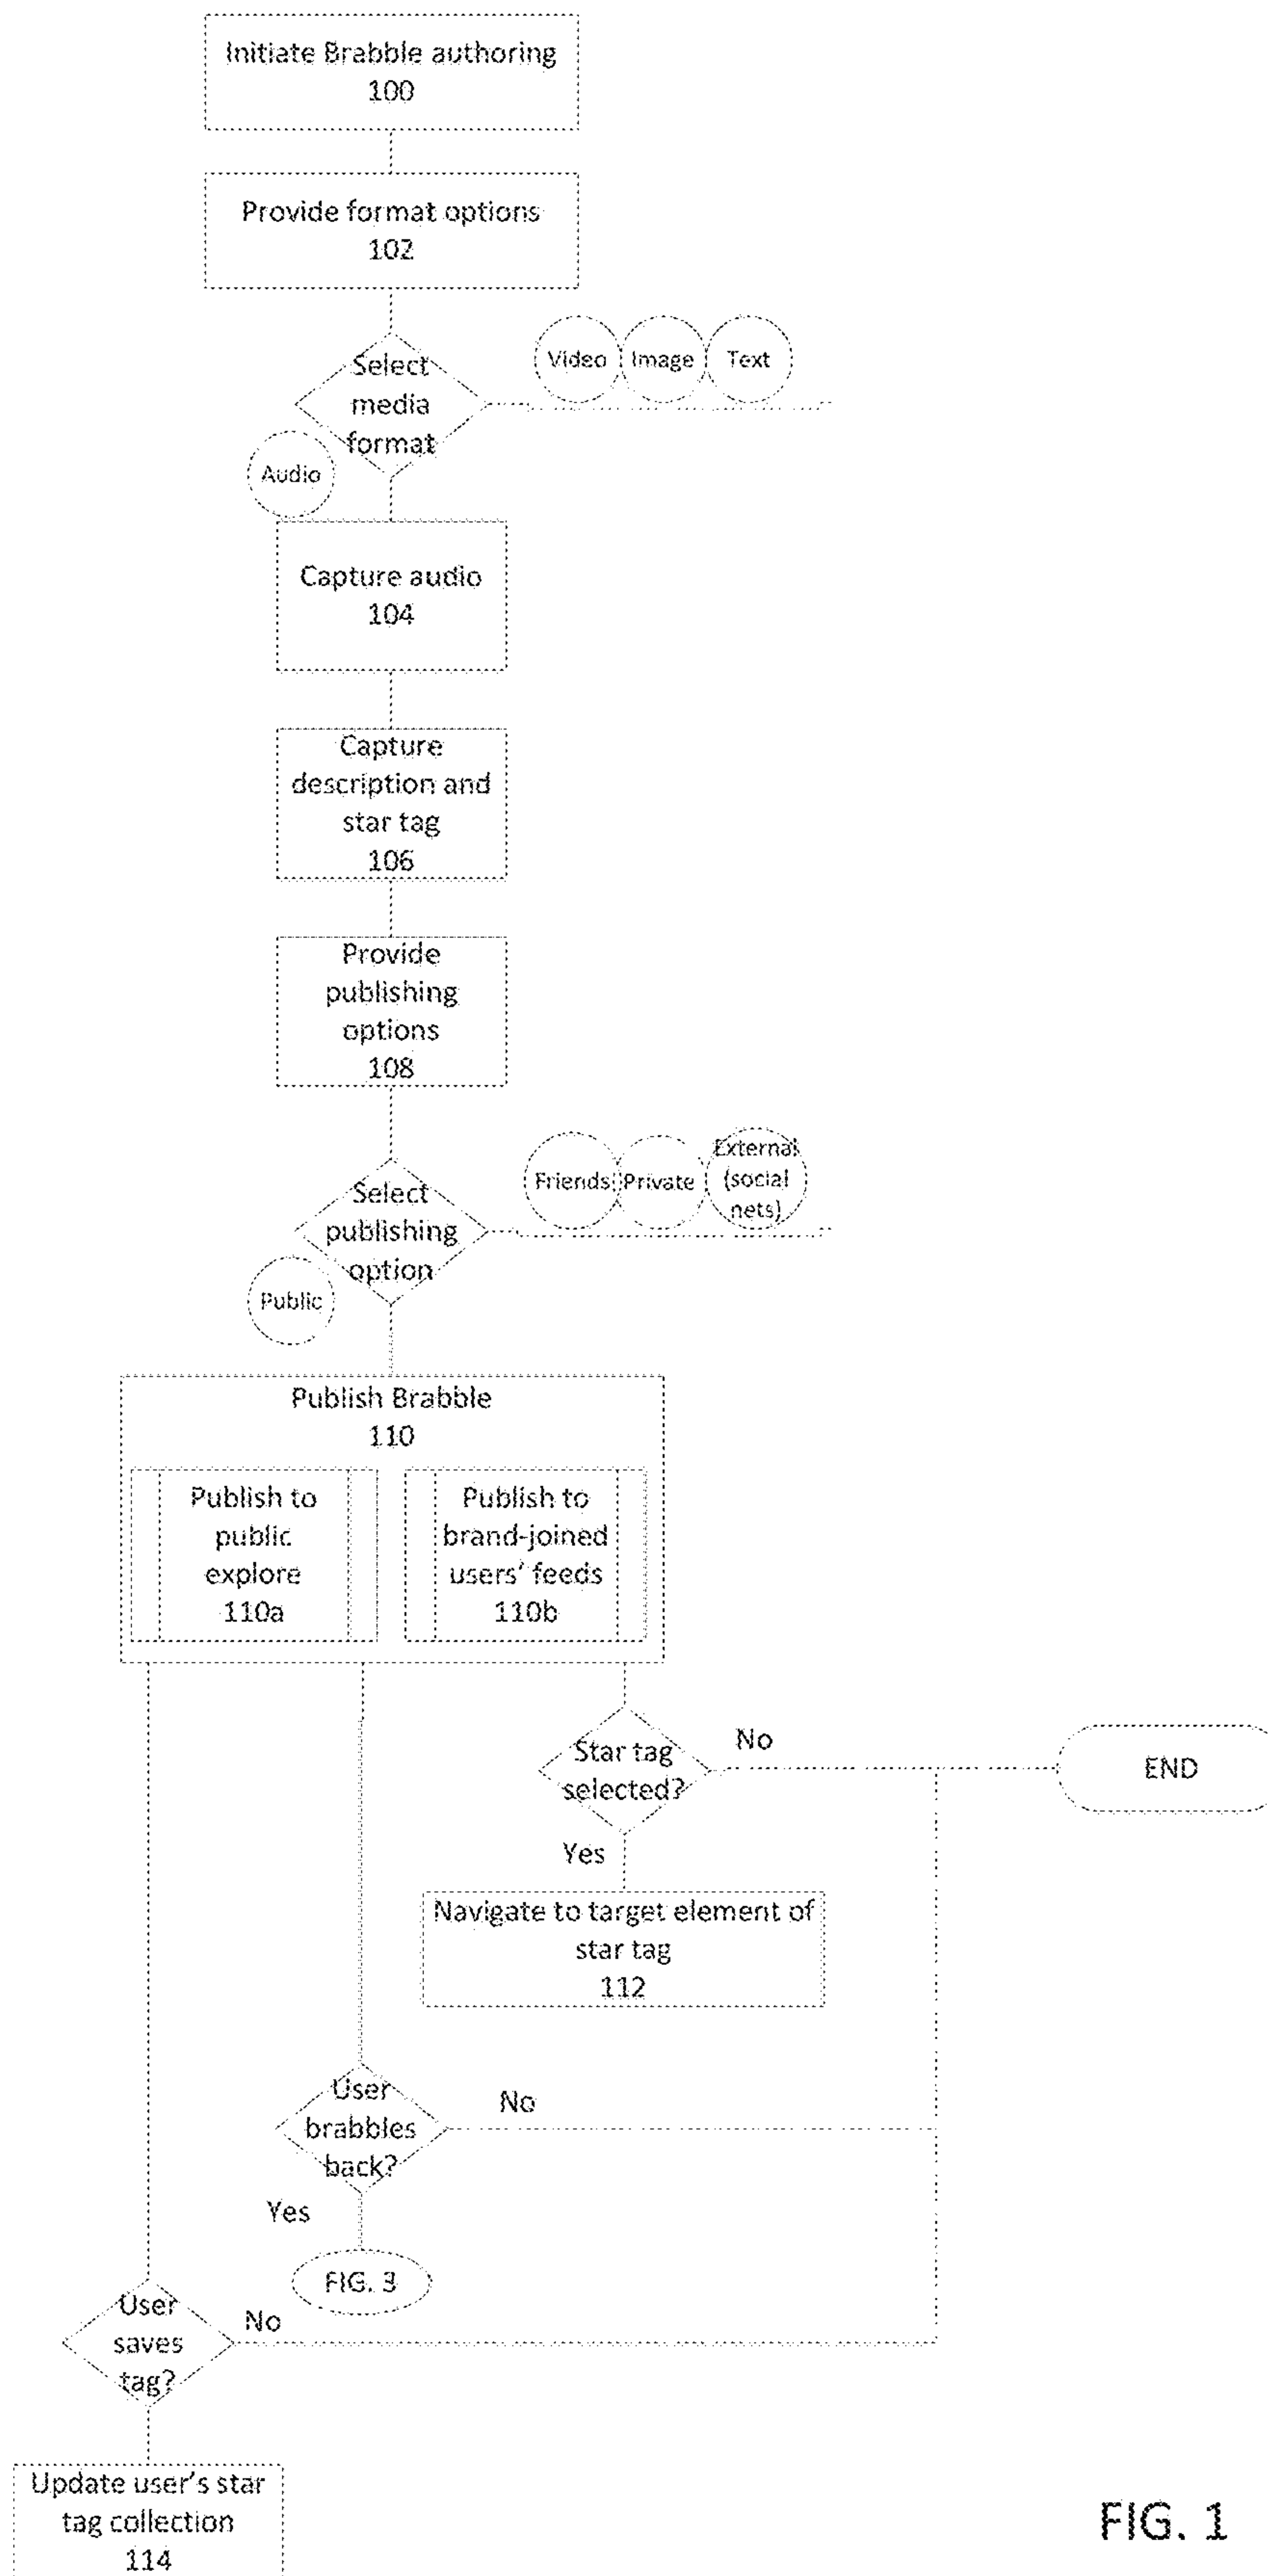 Initiate Brabble authoring
100
Provide format options
102
Select
media
format
Video
Image
Text
Audio
Capture audio
104
Capture
description and
star tag
106
Provide
publishing
options
108
Select
publishing
option
Friends
Private
External
(social
nets)
Public
Publish Brabble
110
Publish to
public
explore
110a
Publish to
brand-joined
users' feeds
110b
Star tag
selected?
No
END
Yes
Navigate to target element of
star tag
112
User
brabbles
back?
No
Yes
FIG. 3
User
saves
tag?
No
Update user's star
tag collection
114
FIG. 1